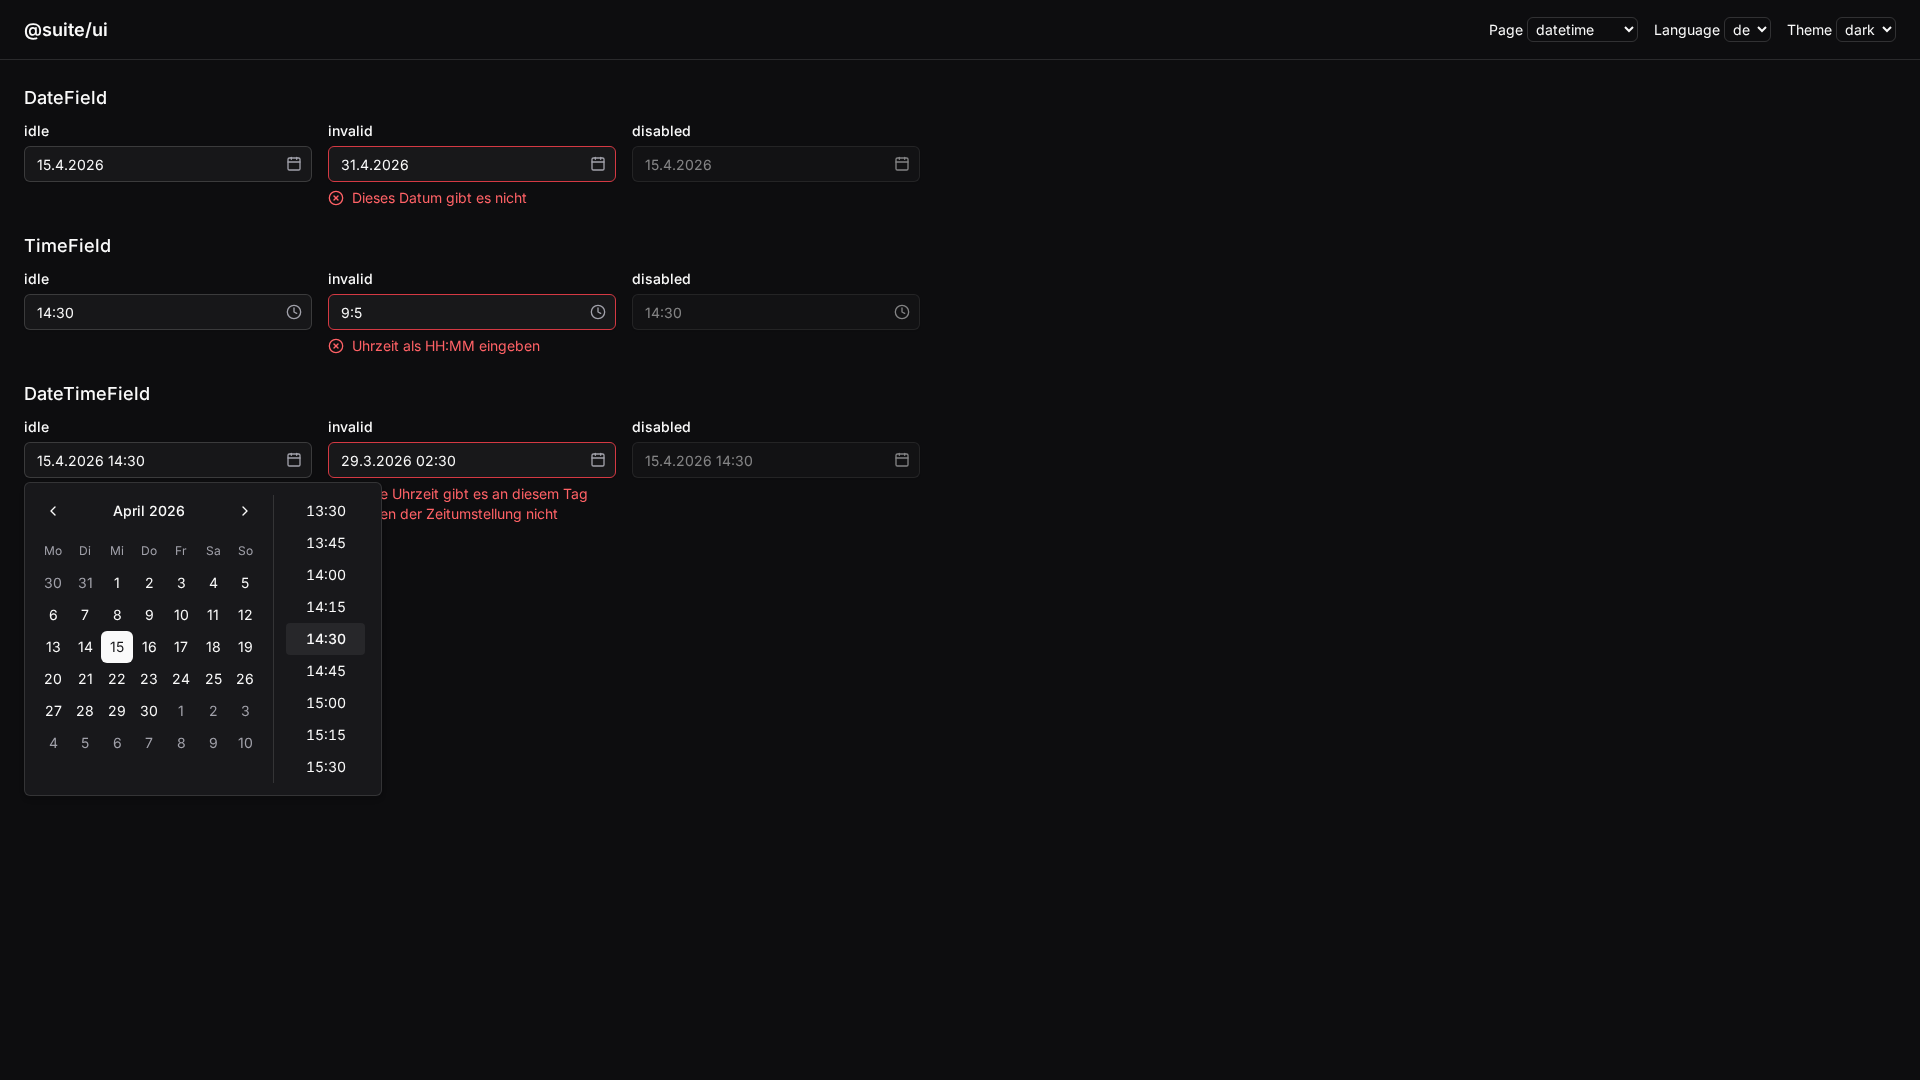 @suite/ui
Page datetime Language de Theme dark
DateField
idle invalid disabled
15.4.2026 31.4.2026 15.4.2026
Dieses Datum gibt es nicht
TimeField
idle invalid disabled
14:30 9:5 14:30
Uhrzeit als HH:MM eingeben
DateTimeField
idle invalid disabled
15.4.2026 14:30 29.3.2026 02:30 15.4.2026 14:30
Uhrzeit gibt es an diesem Tag
der Zeitumstellung nicht
April 2026
Mo Di Mi Do Fr Sa So
30 31 1 2 3 4 5
6 7 8 9 10 11 12
13 14 15 16 17 18 19
20 21 22 23 24 25 26
27 28 29 30 1 2 3
4 5 6 7 8 9 10
13:30
13:45
14:00
14:15
14:30
14:45
15:00
15:15
15:30